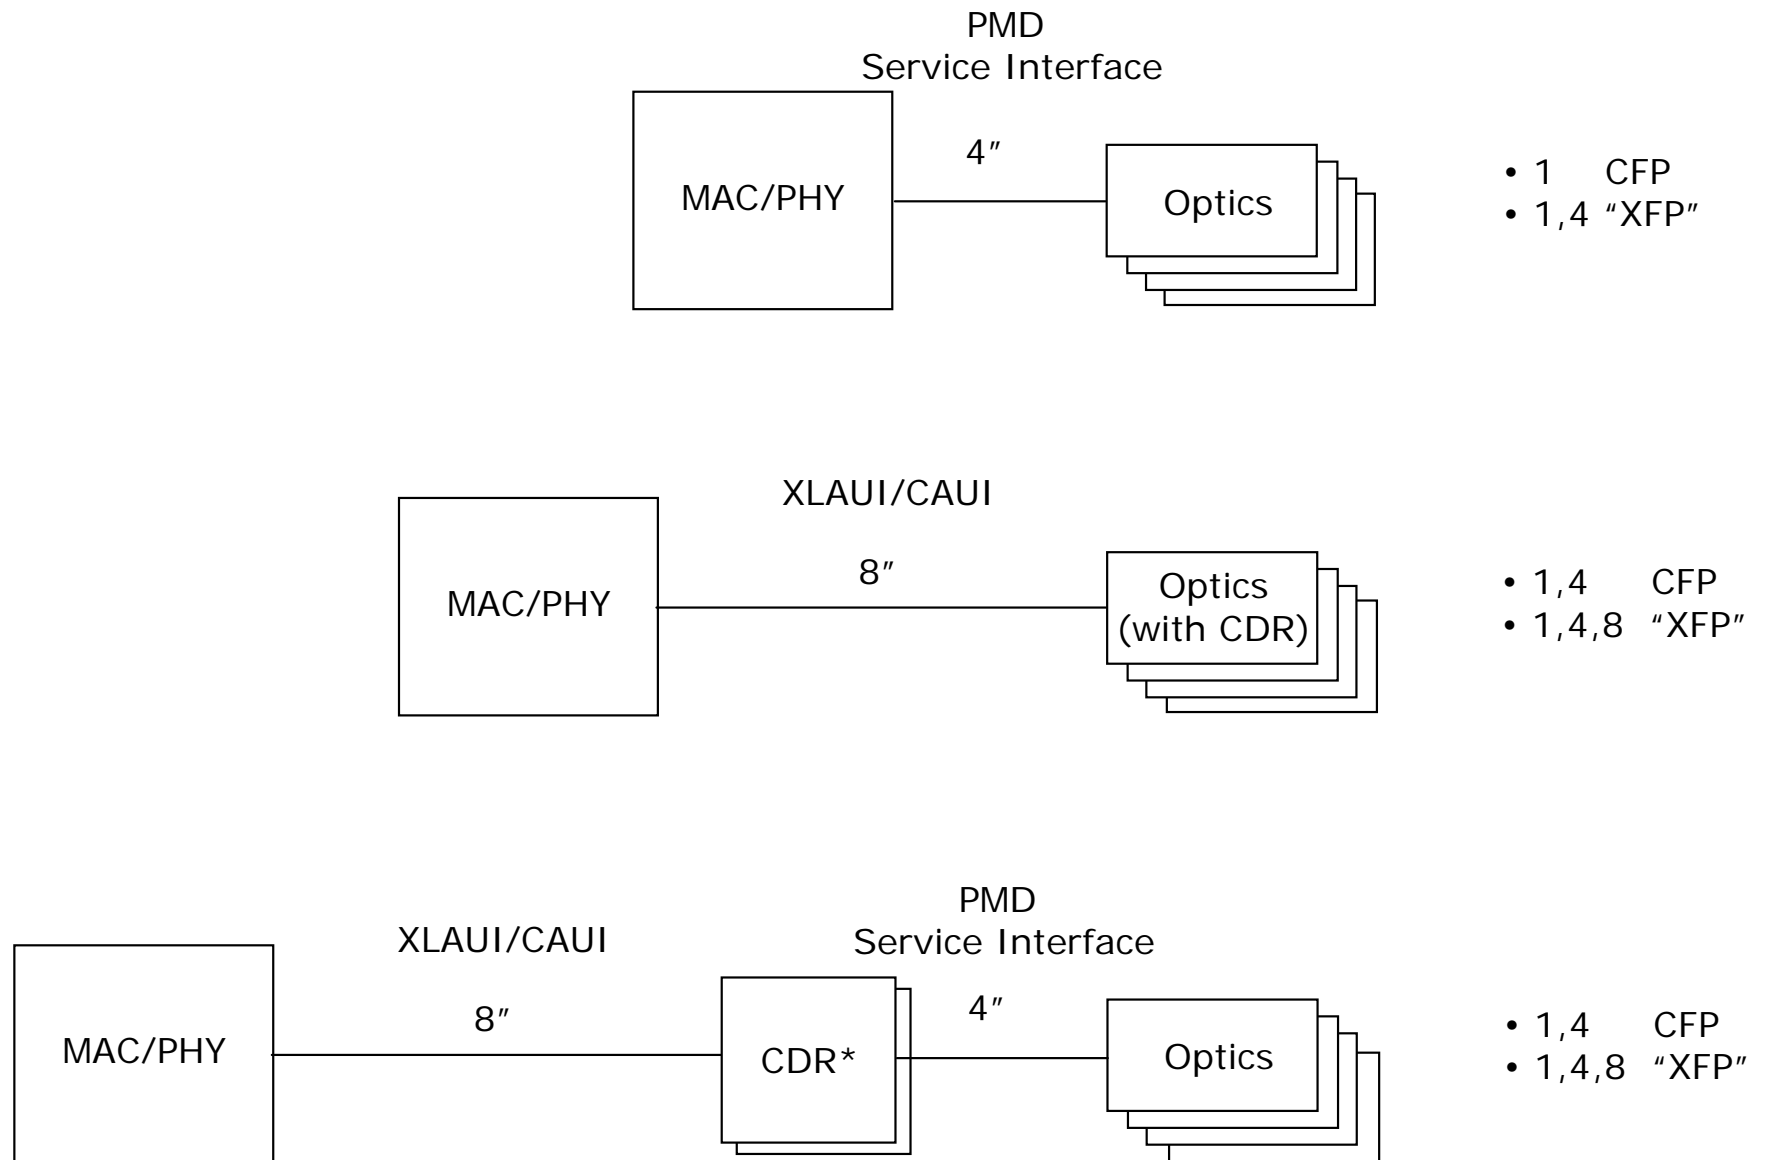 PMD
Service Interface
4"
MAC/PHY
Optics
• 1 CFP
• 1,4 "XFP"
XLAUI/CAUI
8"
MAC/PHY
Optics
(with CDR)
• 1,4 CFP
• 1,4,8 "XFP"
PMD
Service Interface
XLAUI/CAUI
8"
4"
MAC/PHY
CDR*
Optics
• 1,4 CFP
• 1,4,8 "XFP"